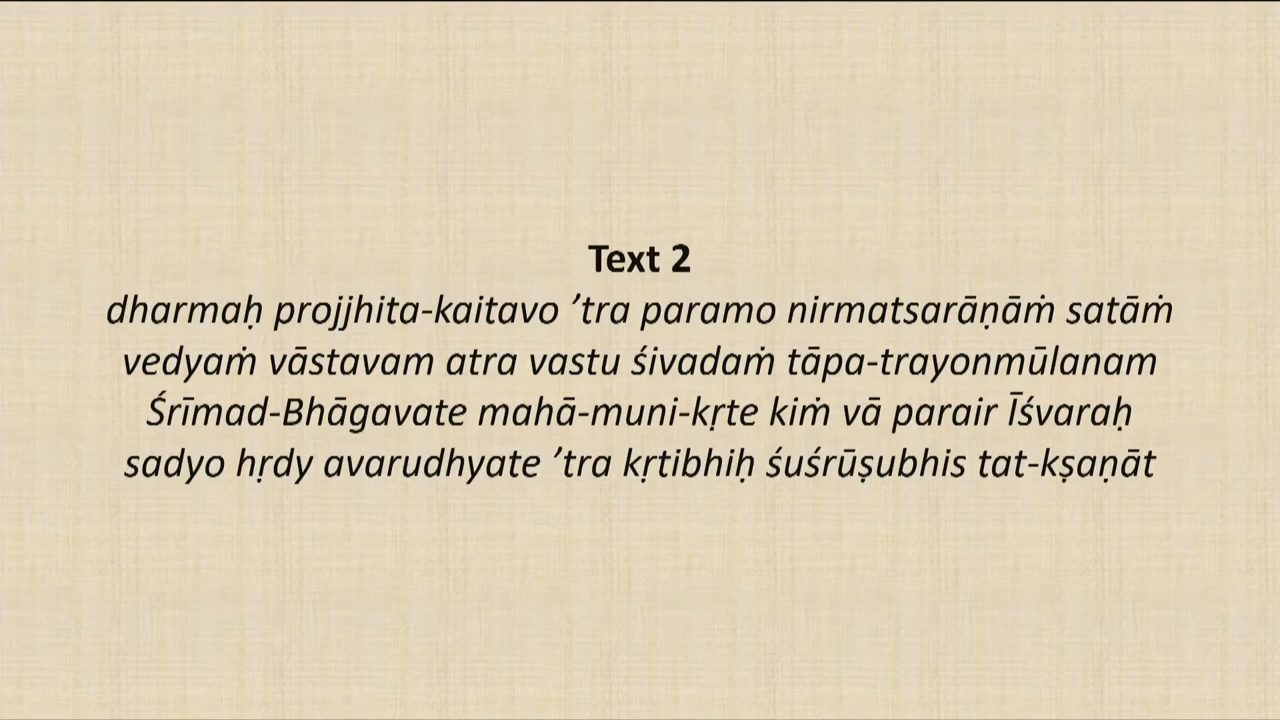 Text 2
dharmaḥ projjhita-kaitavo ’tra paramo nirmatsarāṇāṁ satāṁ
vedyaṁ vāstavam atra vastu śivadaṁ tāpa-trayonmūlanam
Śrīmad-Bhāgavate mahā-muni-kṛte kiṁ vā parair Īśvaraḥ
sadyo hṛdy avarudhyate ’tra kṛtibhiḥ śuśrūṣubhis tat-kṣaṇāt